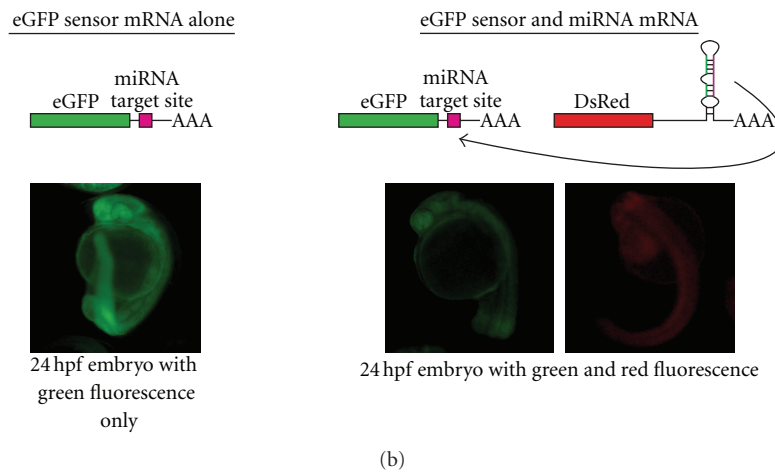 eGFP sensor mRNA alone
eGFP
miRNA
target site
AAA
24 hpf embryo with
green fluorescence
only
eGFP sensor and miRNA mRNA
eGFP
miRNA
target site
AAA
DsRed
AAA
24 hpf embryo with green and red fluorescence
(b)